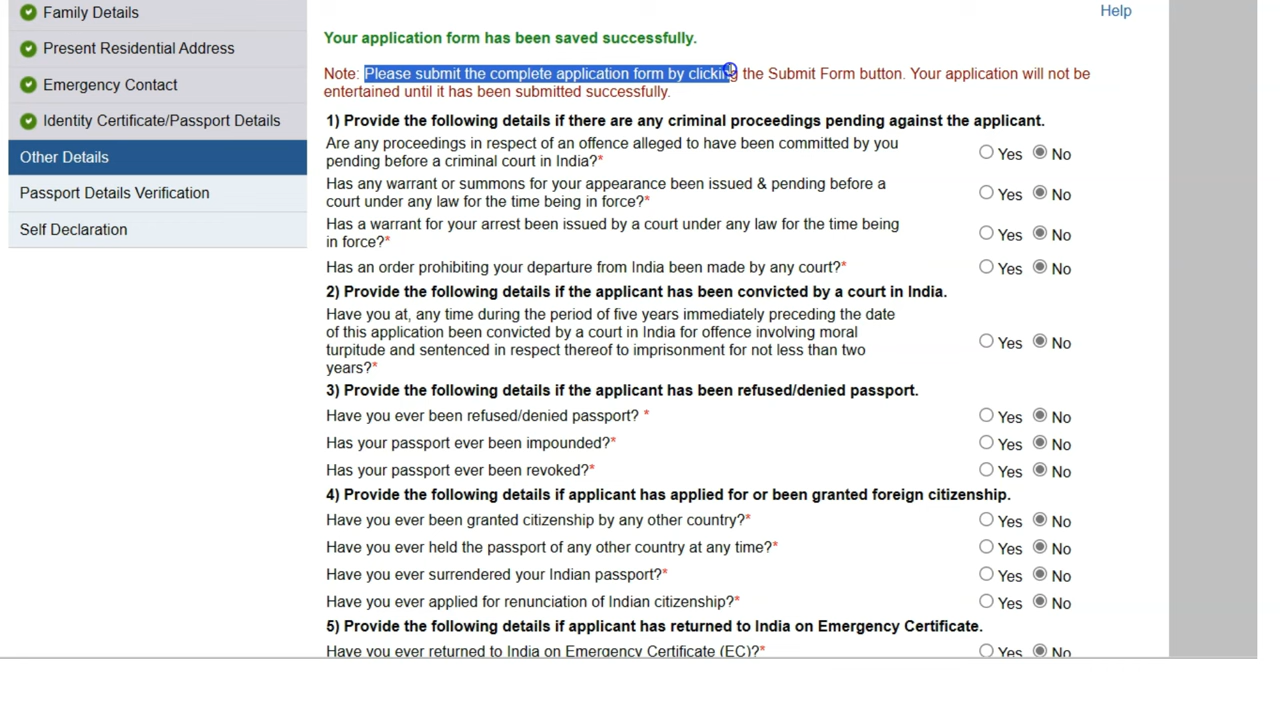 Family Details
Present Residential Address
Emergency Contact
Identity Certificate/Passport Details
Other Details
Passport Details Verification
Self Declaration
Help
Your application form has been saved successfully.
Note: Please submit the complete application form by clicking the Submit Form button. Your application will not be
entertained until it has been submitted successfully.
1) Provide the following details if there are any criminal proceedings pending against the applicant.
Are any proceedings in respect of an offence alleged to have been committed by you
pending before a criminal court in India?* Yes No
Has any warrant or summons for your appearance been issued & pending before a
court under any law for the time being in force?* Yes No
Has a warrant for your arrest been issued by a court under any law for the time being
in force?* Yes No
Has an order prohibiting your departure from India been made by any court?* Yes No
2) Provide the following details if the applicant has been convicted by a court in India.
Have you at, any time during the period of five years immediately preceding the date
of this application been convicted by a court in India for offence involving moral
turpitude and sentenced in respect thereof to imprisonment for not less than two
years?* Yes No
3) Provide the following details if the applicant has been refused/denied passport.
Have you ever been refused/denied passport? * Yes No
Has your passport ever been impounded?* Yes No
Has your passport ever been revoked?* Yes No
4) Provide the following details if applicant has applied for or been granted foreign citizenship.
Have you ever been granted citizenship by any other country?* Yes No
Have you ever held the passport of any other country at any time?* Yes No
Have you ever surrendered your Indian passport?* Yes No
Have you ever applied for renunciation of Indian citizenship?* Yes No
5) Provide the following details if applicant has returned to India on Emergency Certificate.
Have you ever returned to India on Emergency Certificate (EC)?* Yes No